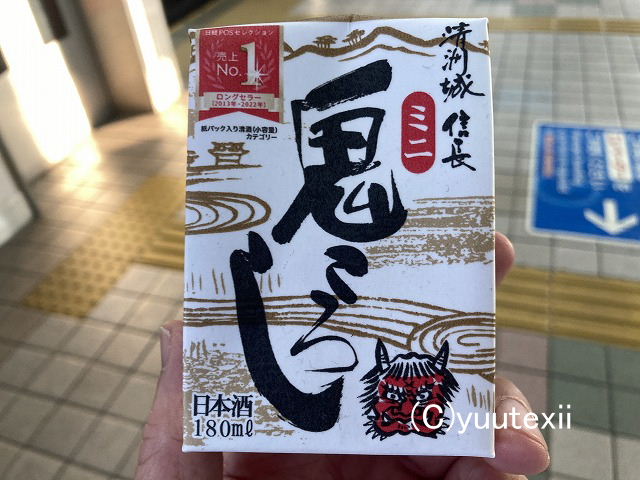 日経POSセレクション
売上
No.1
ロングセラー
[2013年-2022年]
紙パック入り清酒(小容量)
カテゴリー
清洲城 信長
ミニ
鬼ころし
日本酒
180mℓ
(C)yuutexii